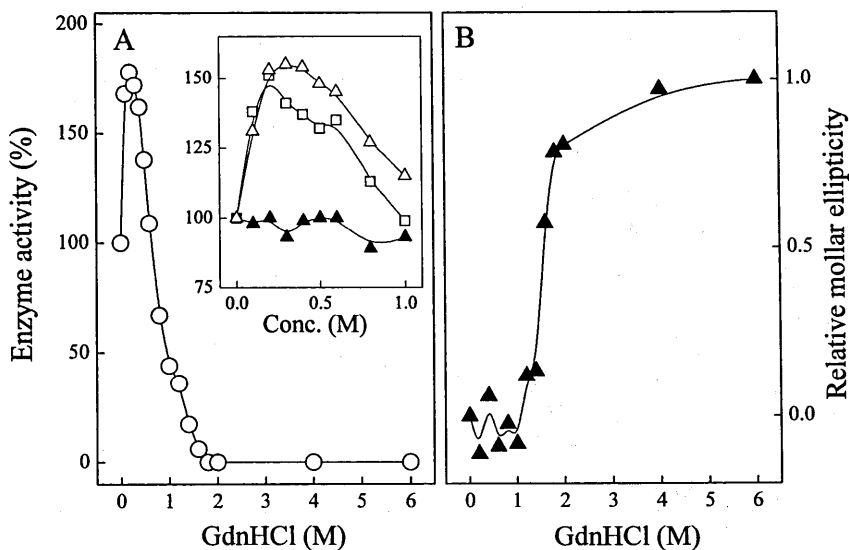 A
B
Enzyme activity (%)
200
150
100
50
0
0 1 2 3 4 5 6
GdnHCl (M)
150
125
100
75
0.0 0.5 1.0
Conc. (M)
1.0
0.5
0.0
Relative mollar ellipticity
0 1 2 3 4 5 6
GdnHCl (M)